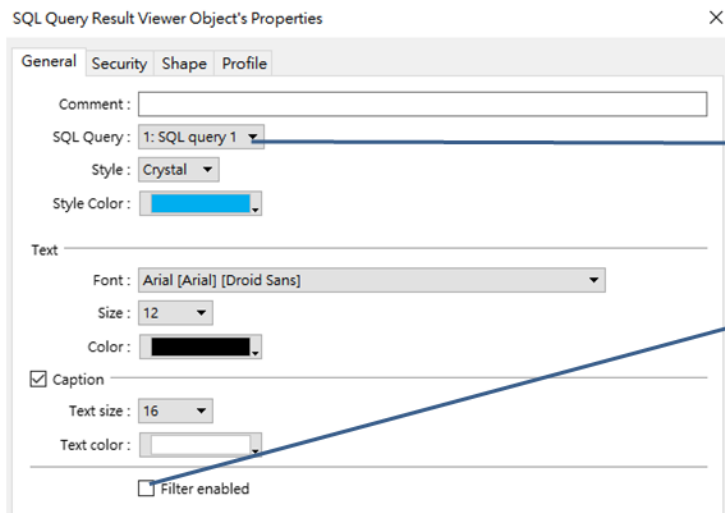 SQL Query Result Viewer Object's Properties
General Security Shape Profile
Comment :
SQL Query : 1: SQL query 1
Style : Crystal
Style Color :
Text
Font : Arial [Arial] [Droid Sans]
Size : 12
Color :
Caption
Text size : 16
Text color :
Filter enabled